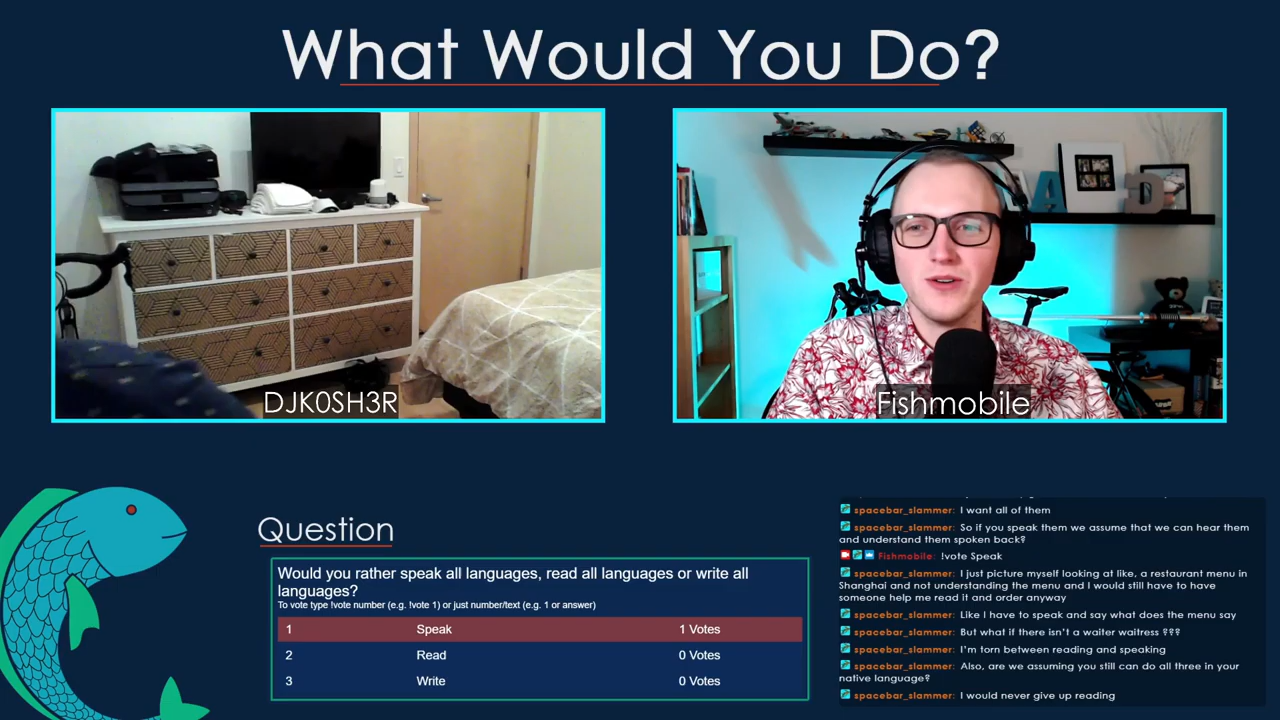 What Would You Do?
DJK0SH3R
Fishmobile
A
D
Question
Would you rather speak all languages, read all languages or write all
languages?
To vote type !vote number (e.g. !vote 1) or just number/text (e.g. 1 or answer)
1 Speak 1 Votes
2 Read 0 Votes
3 Write 0 Votes
spacebar_slammer: I want all of them
spacebar_slammer: So if you speak them we assume that we can hear them
and understand them spoken back?
Fishmobile: !vote Speak
spacebar_slammer: I just picture myself looking at like, a restaurant menu in
Shanghai and not understanding the menu and I would still have to have
someone help me read it and order anyway
spacebar_slammer: Like I have to speak and say what does the menu say
spacebar_slammer: But what if there isn't a waiter waitress ???
spacebar_slammer: I'm torn between reading and speaking
spacebar_slammer: Also, are we assuming you still can do all three in your
native language?
spacebar_slammer: I would never give up reading